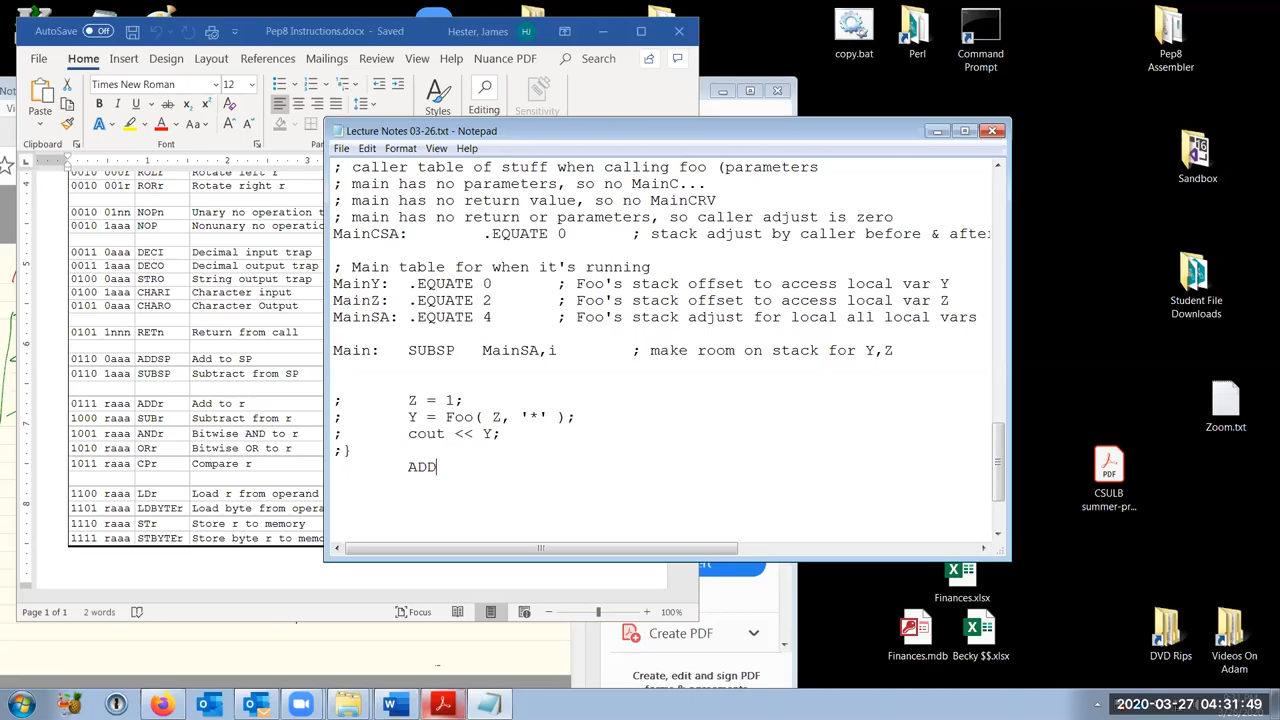 AutoSave Off Pep8 Instructions.docx - Saved Hester, James HJ
File Home Insert Design Layout References Mailings Review View Help Nuance PDF Search
Paste Times New Roman 12 Styles Editing Sensitivity
Clipboard Font
Lecture Notes 03-26.txt - Notepad
File Edit Format View Help
; caller table of stuff when calling foo (parameters
; main has no parameters, so no MainC...
; main has no return value, so no MainCRV
; main has no return or parameters, so caller adjust is zero
MainCSA: .EQUATE 0 ; stack adjust by caller before & after
; Main table for when it's running
MainY: .EQUATE 0 ; Foo's stack offset to access local var Y
MainZ: .EQUATE 2 ; Foo's stack offset to access local var Z
MainSA: .EQUATE 4 ; Foo's stack adjust for local all local vars
Main: SUBSP MainSA,i ; make room on stack for Y,Z
; Z = 1;
; Y = Foo( Z, '*' );
; cout << Y;
;}
ADD
0010 000r ROLr Rotate left r
0010 001r RORr Rotate right r
0010 01nn NOPn Unary no operation t
0010 1aaa NOP Nonunary no operatio
0011 0aaa DECI Decimal input trap
0011 1aaa DECO Decimal output trap
0100 0aaa STRO String output trap
0100 1aaa CHARI Character input
0101 0aaa CHARO Character Output
0101 1nnn RETn Return from call
0110 0aaa ADDSP Add to SP
0110 1aaa SUBSP Subtract from SP
0111 raaa ADDr Add to r
1000 raaa SUBr Subtract from r
1001 raaa ANDr Bitwise AND to r
1010 raaa ORr Bitwise OR to r
1011 raaa CPr Compare r
1100 raaa LDr Load r from operand
1101 raaa LDBYTEr Load byte from opera
1110 raaa STr Store r to memory
1111 raaa STBYTEr Store byte r to memo
Page 1 of 1 2 words Focus 100%
Create PDF
Create, edit and sign PDF
copy.bat
Perl
Command Prompt
Pep8 Assembler
Sandbox
Student File Downloads
Zoom.txt
PDF
CSULB summer-pr...
Finances.xlsx
Finances.mdb
Becky $$.xlsx
DVD Rips
Videos On Adam
2020-03-27 04:31:49